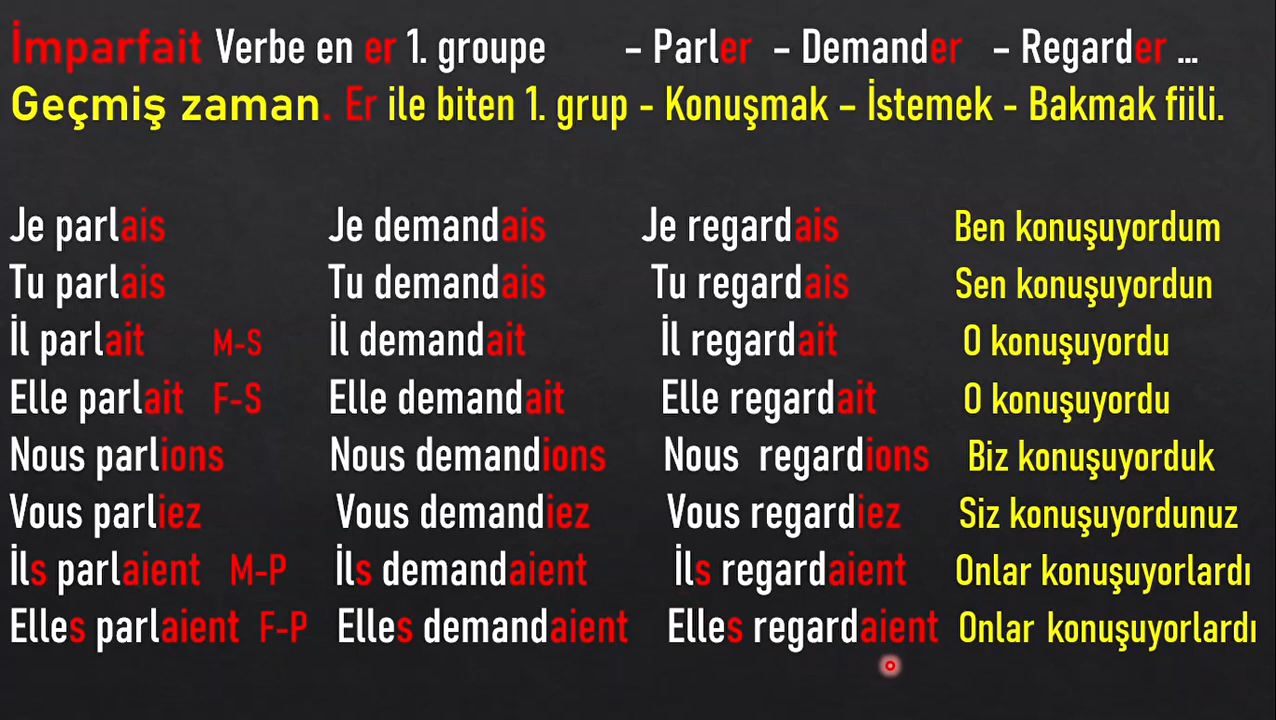 İmparfait Verbe en er 1. groupe – Parler – Demander – Regarder ...
Geçmiş zaman. Er ile biten 1. grup - Konuşmak – İstemek - Bakmak fiili.
Je parlais Je demandais Je regardais Ben konuşuyordum
Tu parlais Tu demandais Tu regardais Sen konuşuyordun
İl parlait M-S İl demandait İl regardait O konuşuyordu
Elle parlait F-S Elle demandait Elle regardait O konuşuyordu
Nous parlions Nous demandions Nous regardions Biz konuşuyorduk
Vous parliez Vous demandiez Vous regardiez Siz konuşuyordunuz
İls parlaient M-P İls demandaient İls regardaient Onlar konuşuyorlardı
Elles parlaient F-P Elles demandaient Elles regardaient Onlar konuşuyorlardı